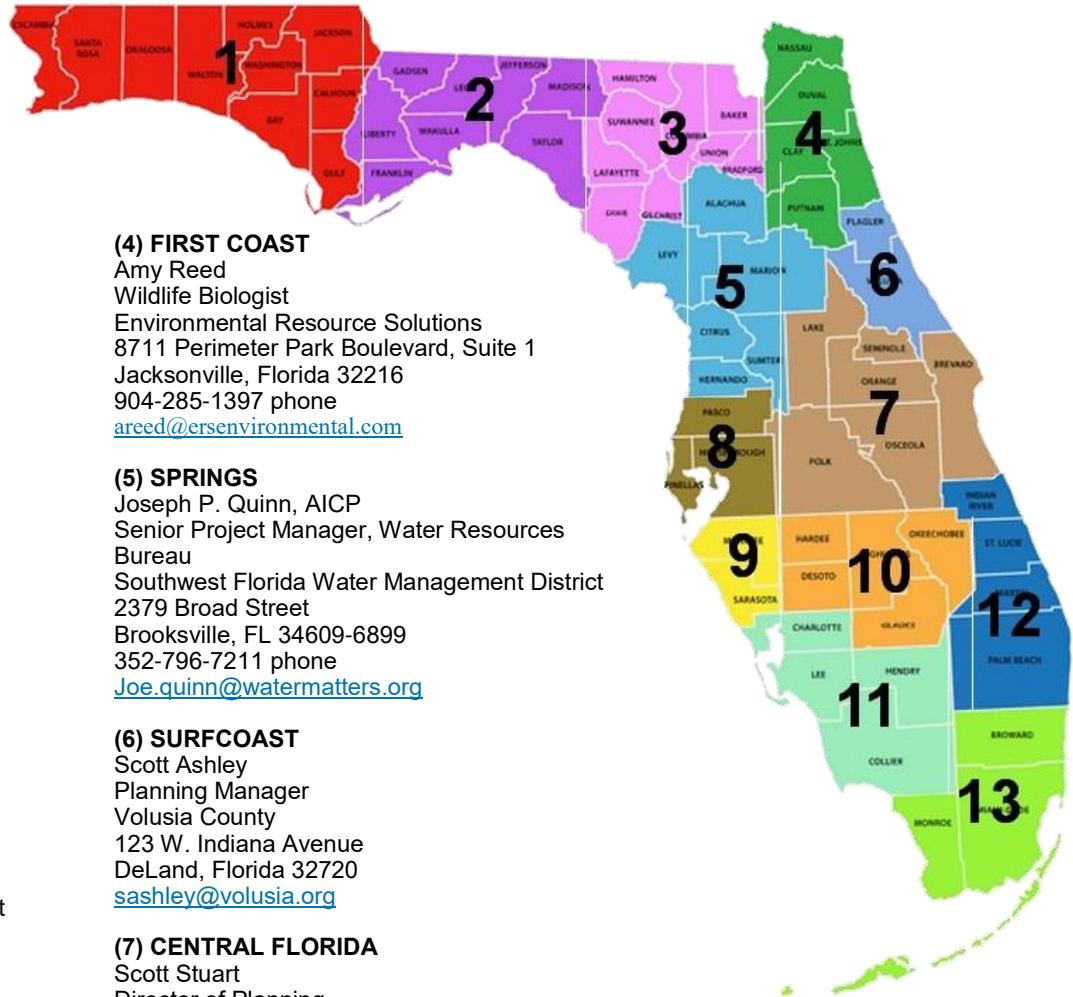 ESCAMBIA
SANTA
ROSA
OKALOOSA
WALTON
HOLMES
WASHINGTON
JACKSON
CALHOUN
BAY
GULF
1
GADSEN
LIBERTY
FRANKLIN
WAKULLA
JEFFERSON
MADISON
TAYLOR
2
HAMILTON
SUWANNEE
LAFAYETTE
DIXIE
GILCHRIST
BAKER
UNION
BRADFORD
3
NASSAU
DUVAL
CLAY
ST. JOHNS
PUTNAM
4
ALACHUA
LEVY
MARION
CITRUS
SUMTER
HERNANDO
5
FLAGLER
6
LAKE
SEMINOLE
ORANGE
BREVARD
OSCEOLA
POLK
7
PASCO
PINELLAS
8
SARASOTA
9
HARDEE
DESOTO
OKEECHOBEE
GLADES
10
CHARLOTTE
LEE
HENDRY
COLLIER
11
INDIAN
RIVER
ST. LUCIE
MARTIN
PALM BEACH
12
BROWARD
MONROE
13
(4) FIRST COAST
Amy Reed
Wildlife Biologist
Environmental Resource Solutions
8711 Perimeter Park Boulevard, Suite 1
Jacksonville, Florida 32216
904-285-1397 phone
areed@ersenvironmental.com
(5) SPRINGS
Joseph P. Quinn, AICP
Senior Project Manager, Water Resources
Bureau
Southwest Florida Water Management District
2379 Broad Street
Brooksville, FL 34609-6899
352-796-7211 phone
Joe.quinn@watermatters.org
(6) SURFCOAST
Scott Ashley
Planning Manager
Volusia County
123 W. Indiana Avenue
DeLand, Florida 32720
sashley@volusia.org
t
(7) CENTRAL FLORIDA
Scott Stuart
Director of Planning